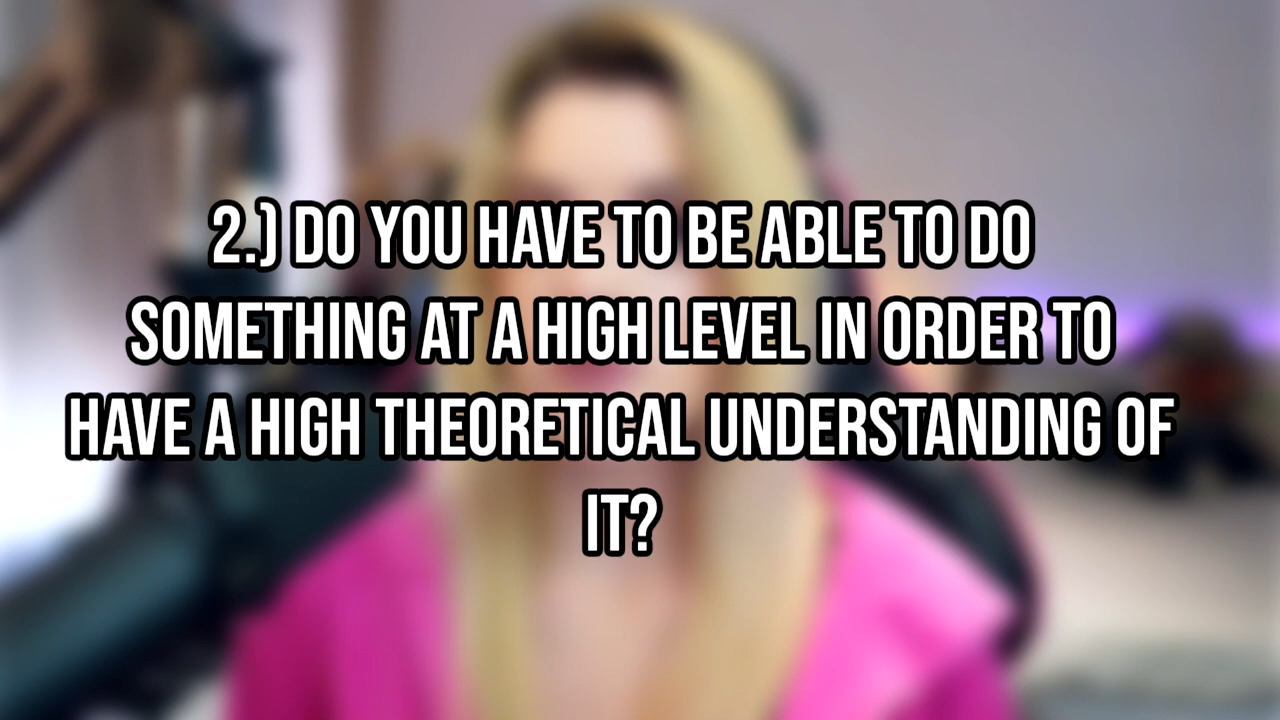 2.) DO YOU HAVE TO BE ABLE TO DO
SOMETHING AT A HIGH LEVEL IN ORDER TO
HAVE A HIGH THEORETICAL UNDERSTANDING OF
IT?